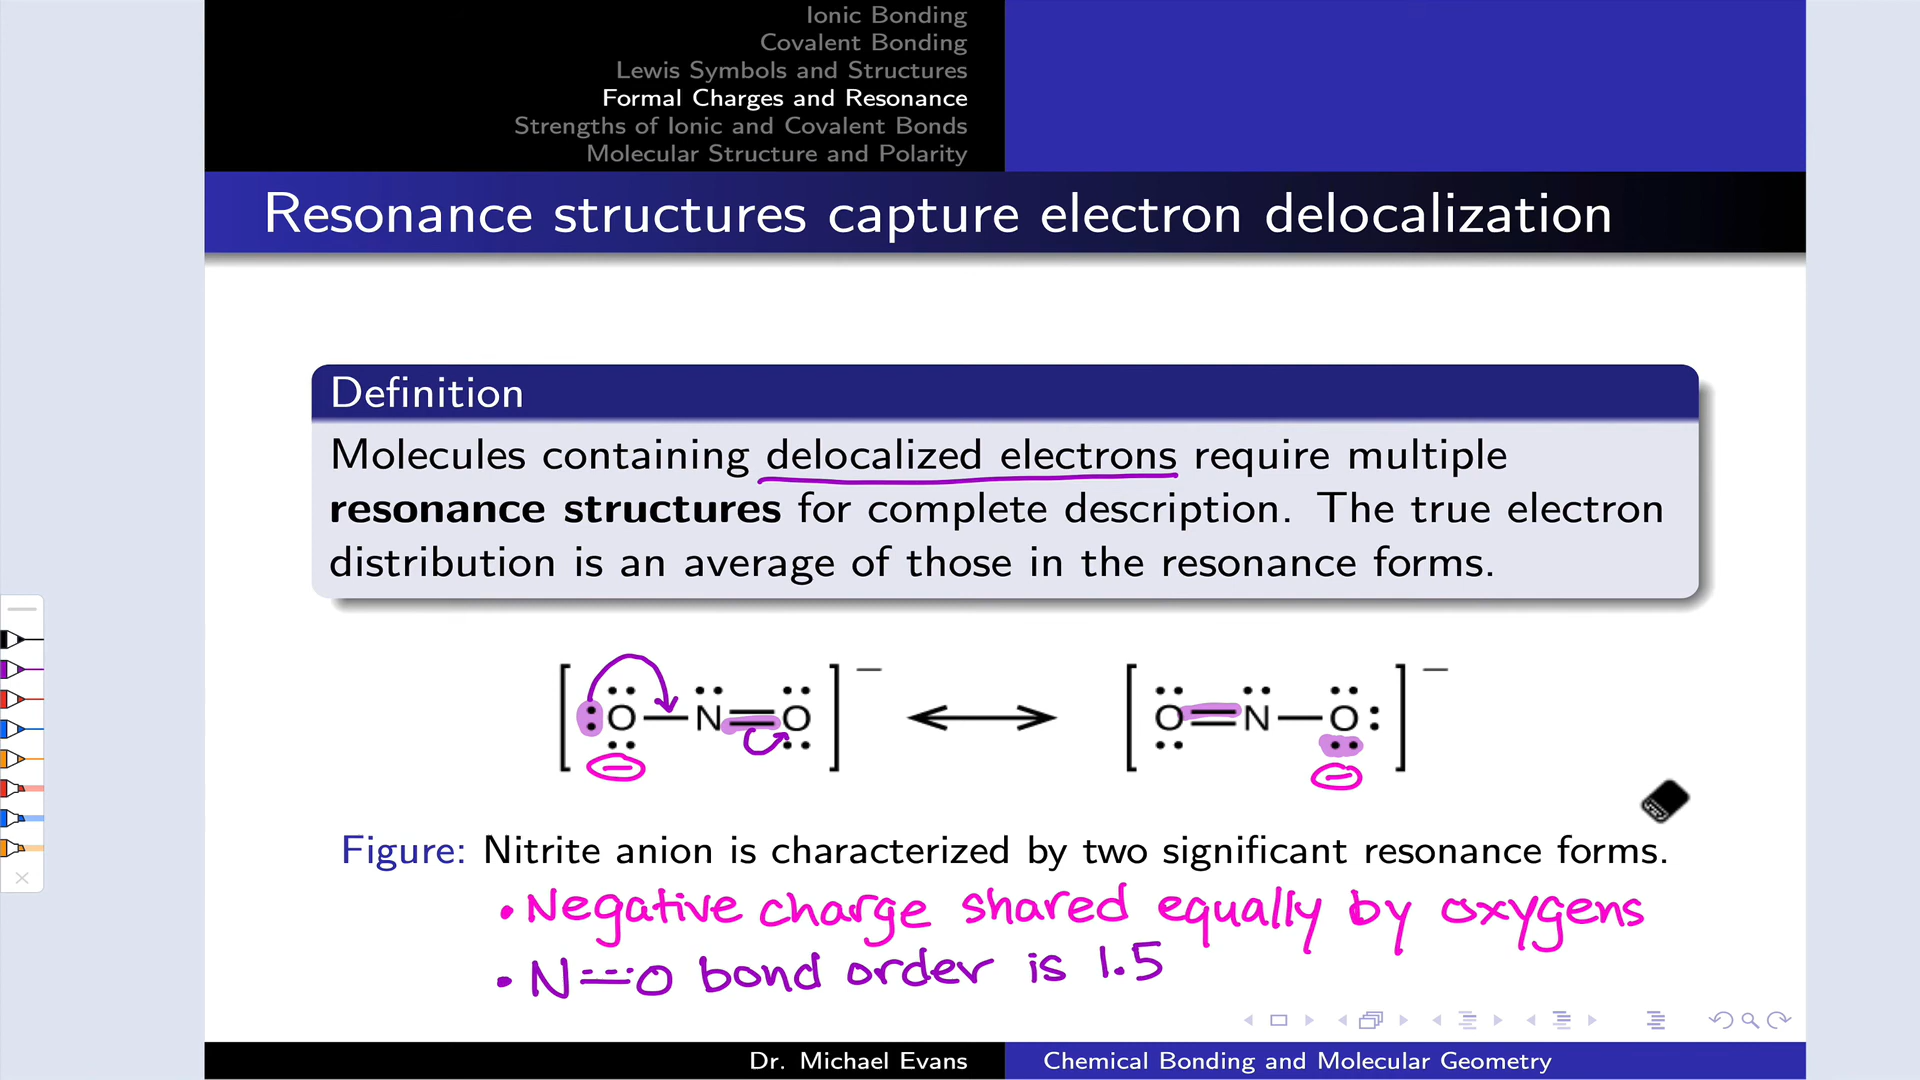 Ionic Bonding
Covalent Bonding
Lewis Symbols and Structures
Formal Charges and Resonance
Strengths of Ionic and Covalent Bonds
Molecular Structure and Polarity
Resonance structures capture electron delocalization
Definition
Molecules containing delocalized electrons require multiple
resonance structures for complete description. The true electron
distribution is an average of those in the resonance forms.
[:O—N=O]⁻ ↔ [O=N—O:]⁻
Figure: Nitrite anion is characterized by two significant resonance forms.
• Negative charge shared equally by oxygens
• N=O bond order is 1.5
Dr. Michael Evans
Chemical Bonding and Molecular Geometry